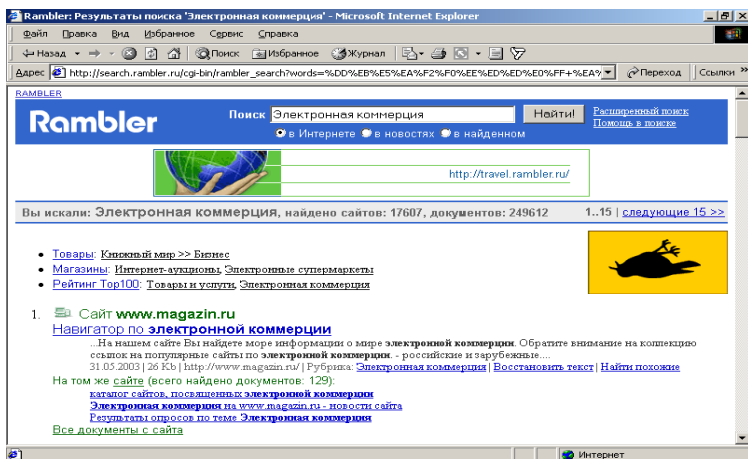 Rambler: Результаты поиска 'Электронная коммерция' - Microsoft Internet Explorer
Файл Правка Вид Избранное Сервис Справка
Назад Поиск Избранное Журнал
Адрес http://search.rambler.ru/cgi-bin/rambler_search?words=%DD%EB%E5%EA%F2%F0%EE%ED%ED%E0%FF+%EA% Переход Ссылки »
RAMBLER
Rambler Поиск Электронная коммерция Найти! Расширенный поиск
в Интернете в новостях в найденном Помощь в поиске
http://travel.rambler.ru/
Вы искали: Электронная коммерция, найдено сайтов: 17607, документов: 249612 1..15 | следующие 15 >>
• Товары: Книжный мир >> Бизнес
• Магазины: Интернет-аукционы, Электронные супермаркеты
• Рейтинг Top100: Товары и услуги, Электронная коммерция
1. Сайт www.magazin.ru
Навигатор по электронной коммерции
...На нашем сайте Вы найдете море информации о мире электронной коммерции. Обратите внимание на коллекцию
ссылок на популярные сайты по электронной коммерции. - российские и зарубежные....
31.05.2003 | 26 Kb | http://www.magazin.ru/ | Рубрика: Электронная коммерция | Восстановить текст | Найти похожие
На том же сайте (всего найдено документов: 129):
каталог сайтов, посвященных электронной коммерции
Электронная коммерция на www.magazin.ru - новости сайта
Результаты опросов по теме Электронная коммерция
Все документы с сайта
Интернет